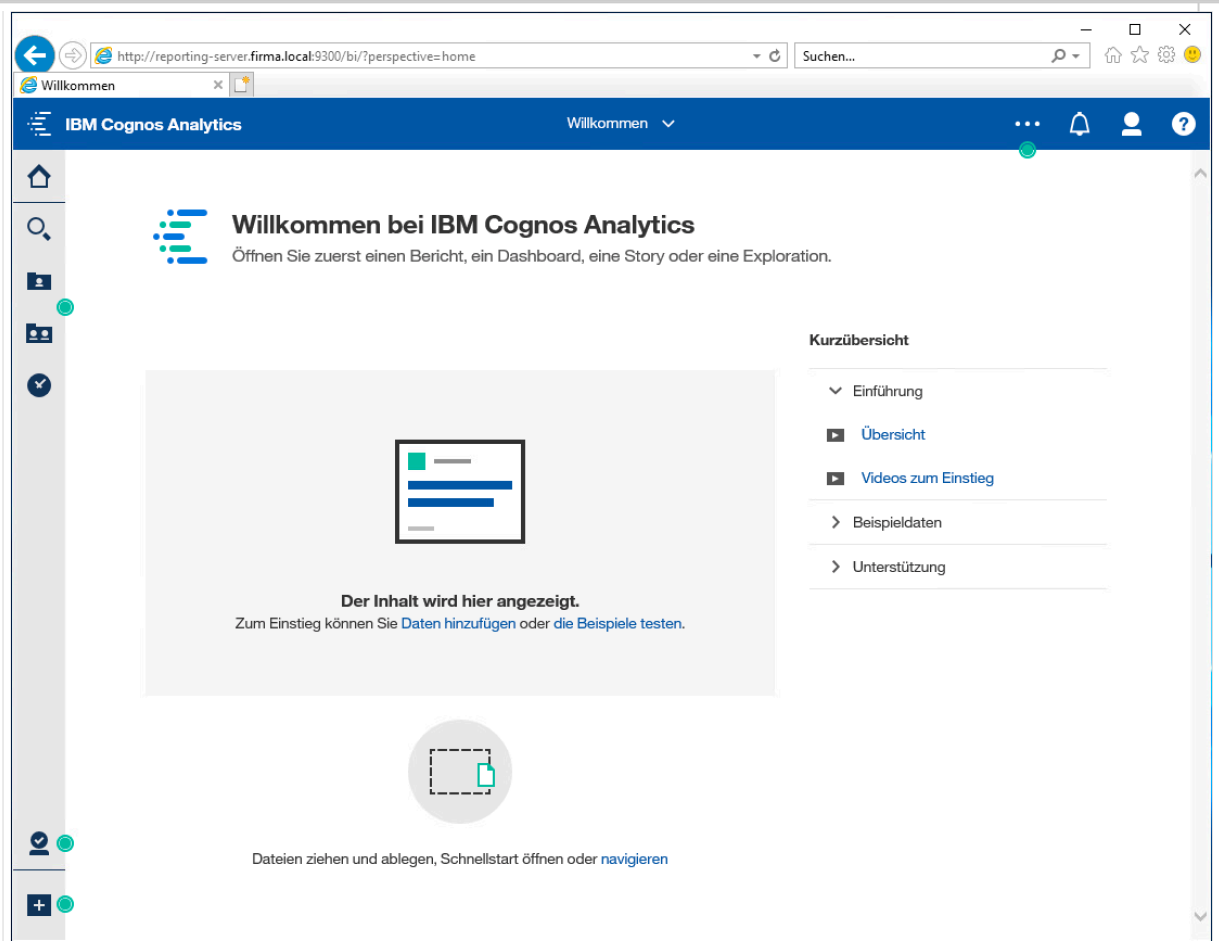 http://reporting-server.firma.local:9300/bi/?perspective=home
Suchen...
Willkommen
IBM Cognos Analytics
Willkommen
?
Willkommen bei IBM Cognos Analytics
Öffnen Sie zuerst einen Bericht, ein Dashboard, eine Story oder eine Exploration.
Kurzübersicht
Einführung
Übersicht
Videos zum Einstieg
Beispieldaten
Unterstützung
Der Inhalt wird hier angezeigt.
Zum Einstieg können Sie Daten hinzufügen oder die Beispiele testen.
Dateien ziehen und ablegen, Schnellstart öffnen oder navigieren